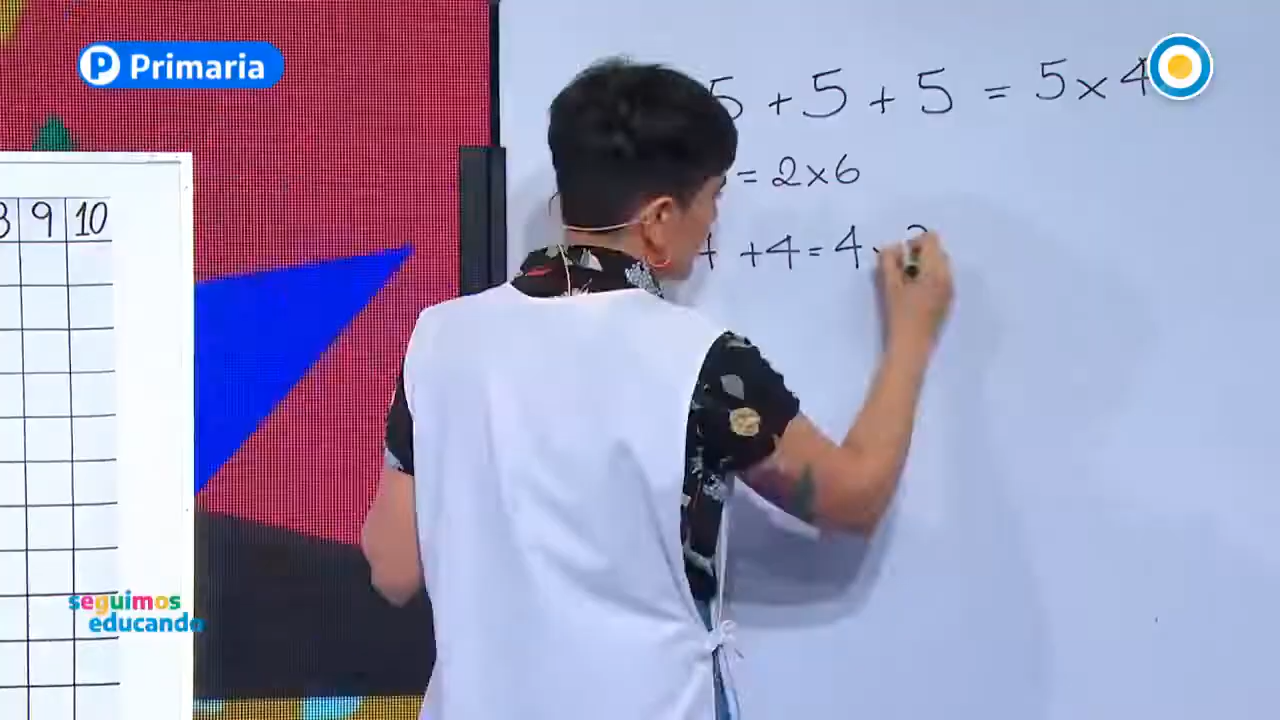 Primaria
5 + 5 + 5 = 5 x 4
= 2 x 6
+ 4 = 4
9 10
seguimos
educando